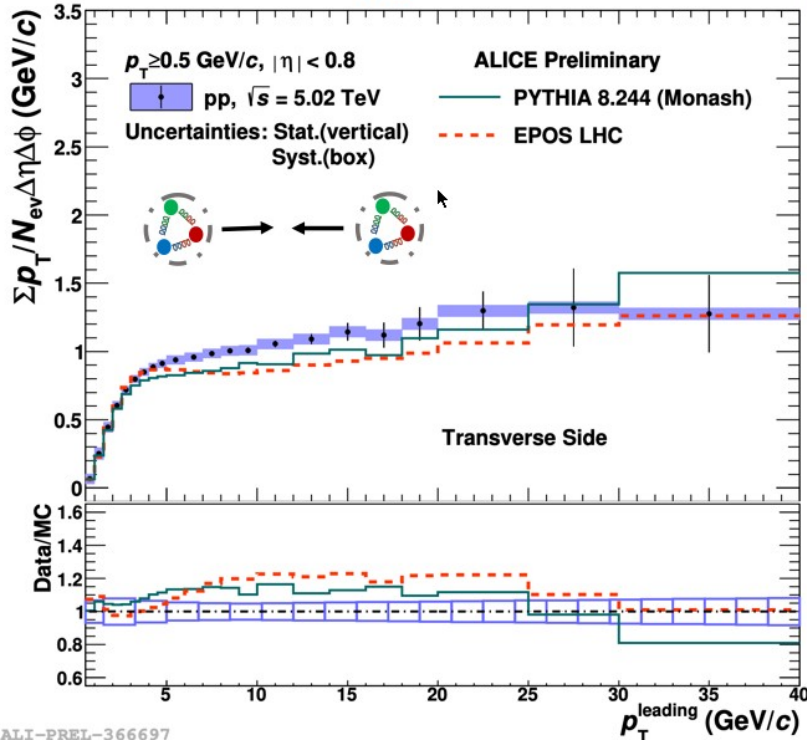 Σp_T/N_ev ΔηΔϕ (GeV/c)
3.5
3
2.5
2
1.5
1
0.5
0
p_T≥0.5 GeV/c, |η| < 0.8
pp, √s = 5.02 TeV
Uncertainties: Stat.(vertical)
Syst.(box)
ALICE Preliminary
PYTHIA 8.244 (Monash)
EPOS LHC
Transverse Side
Data/MC
1.6
1.4
1.2
1
0.8
0.6
5 10 15 20 25 30 35 40
p_T^leading (GeV/c)
ALI-PREL-366697